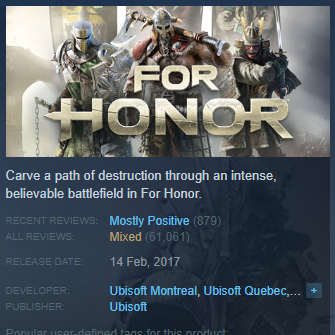 FOR
HONOR
Carve a path of destruction through an intense,
believable battlefield in For Honor.
RECENT REVIEWS: Mostly Positive (879)
ALL REVIEWS: Mixed (61,061)
RELEASE DATE: 14 Feb, 2017
DEVELOPER: Ubisoft Montreal, Ubisoft Quebec,... +
PUBLISHER: Ubisoft
Popular user-defined tags for this product: